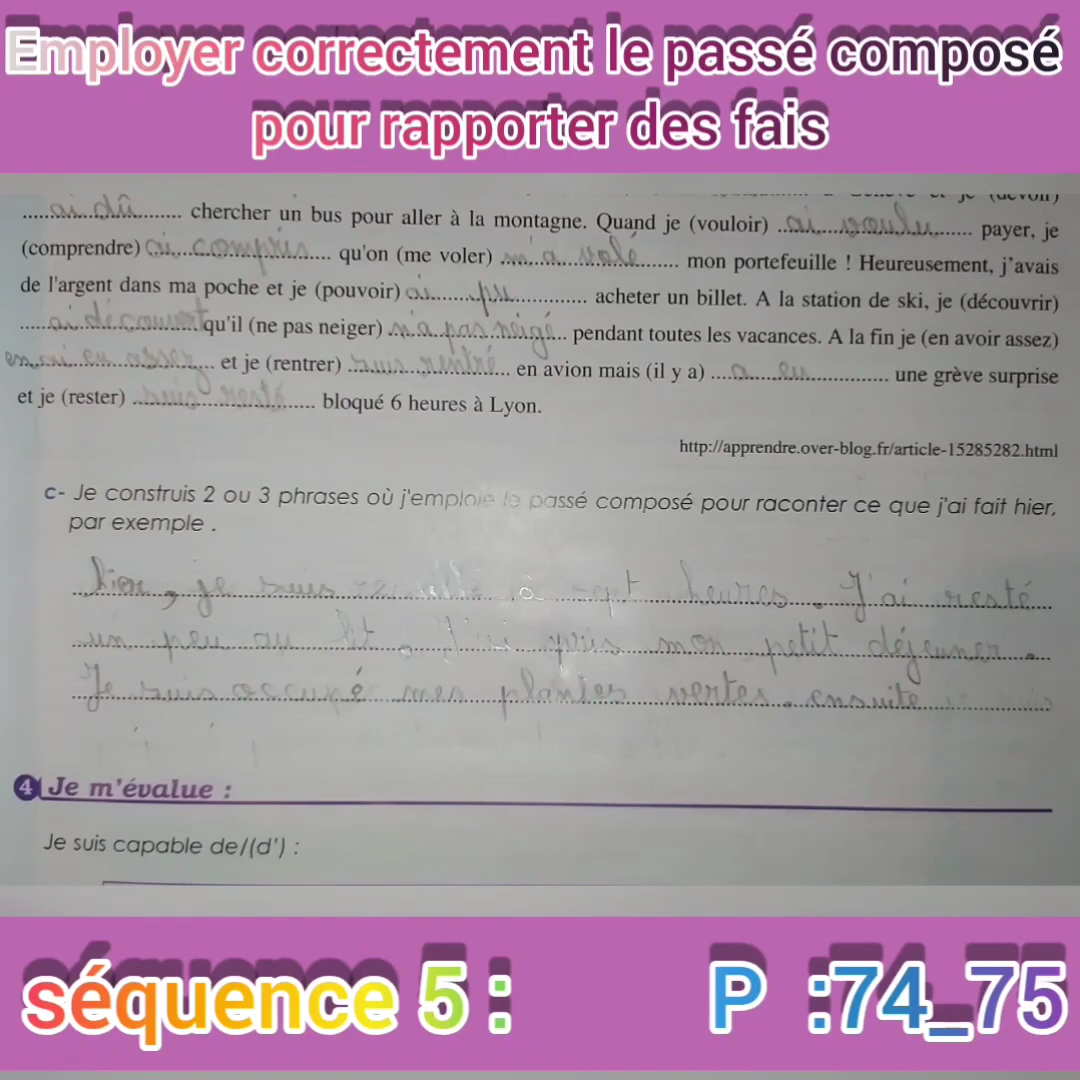 Employer correctement le passé composé
pour rapporter des fais
et je (devoir)
.....ai..dû........ chercher un bus pour aller à la montagne. Quand je (vouloir) ..ai...voulu...... payer, je
(comprendre) ai...compris.... qu'on (me voler) ...m'a volé....... mon portefeuille ! Heureusement, j'avais
de l'argent dans ma poche et je (pouvoir) ai......pu............. acheter un billet. A la station de ski, je (découvrir)
.....ai découvert qu'il (ne pas neiger) .n'a pas neigé... pendant toutes les vacances. A la fin je (en avoir assez)
en...ai eu assez.... et je (rentrer) ..suis rentré... en avion mais (il y a) ....a...eu............. une grève surprise
et je (rester) ..suis resté..... bloqué 6 heures à Lyon.
http://apprendre.over-blog.fr/article-15285282.html
c- Je construis 2 ou 3 phrases où j'emploie le passé composé pour raconter ce que j'ai fait hier,
par exemple .
hier, je suis à sept heures. J'ai resté
un peu au lit. J'ai pris mon petit déjeuner.
Je suis occupé mes plantes vertes. ensuite
4 Je m'évalue :
Je suis capable de/(d') :
séquence 5 : P :74_75